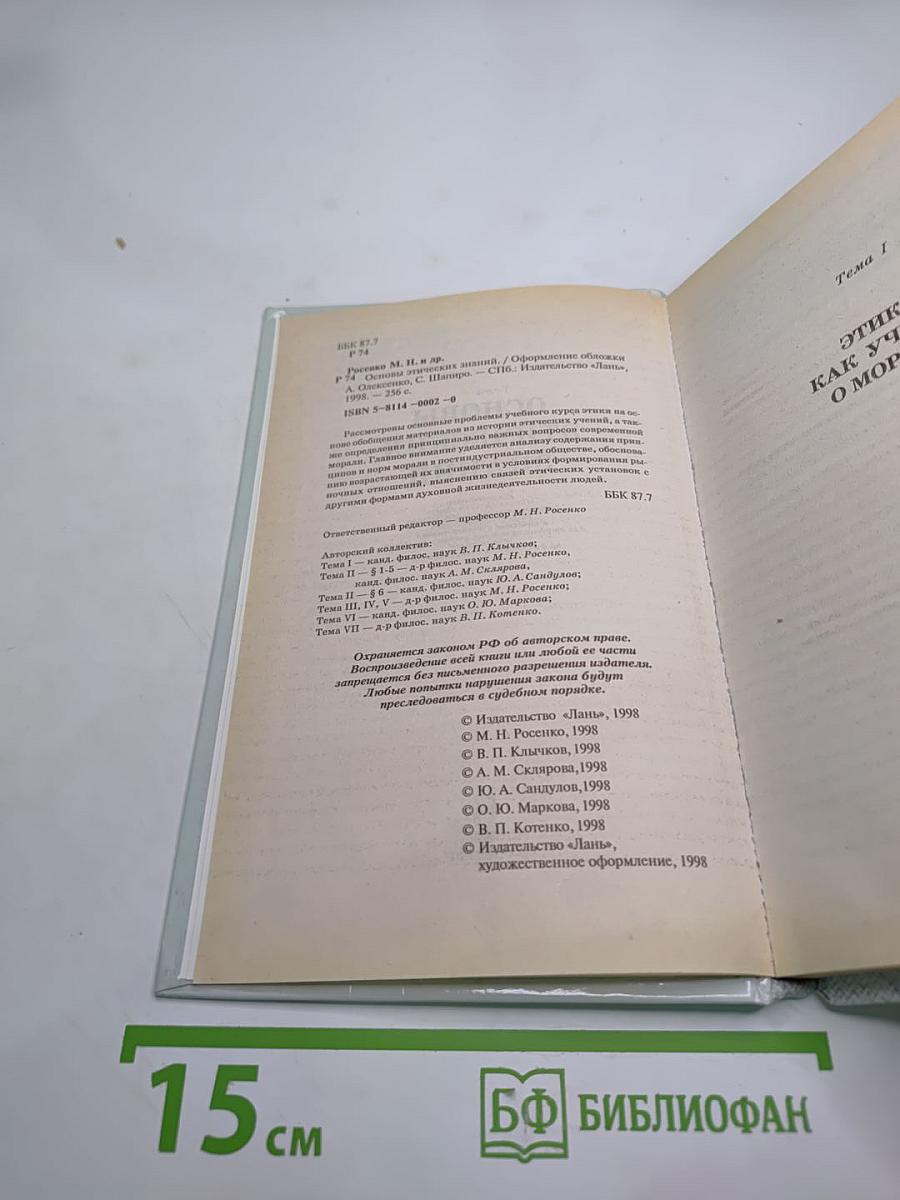 ББК 87.7
Р 74
Росенко М. Н. и др.
Р 74 Основы этических знаний. / Оформление обложки
А. Олексенко, С. Шапиро. — СПб.: Издательство «Лань»,
1998. — 256 с.
ISBN 5-8114-0002-0
Рассмотрены основные проблемы учебного курса этики на ос-
нове обобщения материалов из истории этических учений, а так-
же определения принципиально важных вопросов современной
морали. Главное внимание уделяется анализу содержания прин-
ципов и норм морали в постиндустриальном обществе, обоснова-
нию возрастающей их значимости в условиях формирования ры-
ночных отношений, выяснению связей этических установок с
другими формами духовной жизнедеятельности людей.
ББК 87.7
Ответственный редактор — профессор М. Н. Росенко
Авторский коллектив:
Тема I — канд. филос. наук В. П. Клычков;
Тема II — § 1-5 — д-р филос. наук М. Н. Росенко,
канд. филос. наук А. М. Склярова,
Тема II — § 6 — канд. филос. наук Ю. А. Сандулов;
Тема III, IV, V — д-р филос. наук М. Н. Росенко;
Тема VI — канд. филос. наук О. Ю. Маркова;
Тема VII — д-р филос. наук В. П. Котенко.
Охраняется законом РФ об авторском праве.
Воспроизведение всей книги или любой ее части
запрещается без письменного разрешения издателя.
Любые попытки нарушения закона будут
преследоваться в судебном порядке.
© Издательство «Лань», 1998
© М. Н. Росенко, 1998
© В. П. Клычков, 1998
© А. М. Склярова,1998
© Ю. А. Сандулов,1998
© О. Ю. Маркова, 1998
© В. П. Котенко, 1998
© Издательство «Лань»,
художественное оформление, 1998
Тема I
ЭТИК
КАК УЧ
О МОР
15 см
БФ БИБЛИОФАН